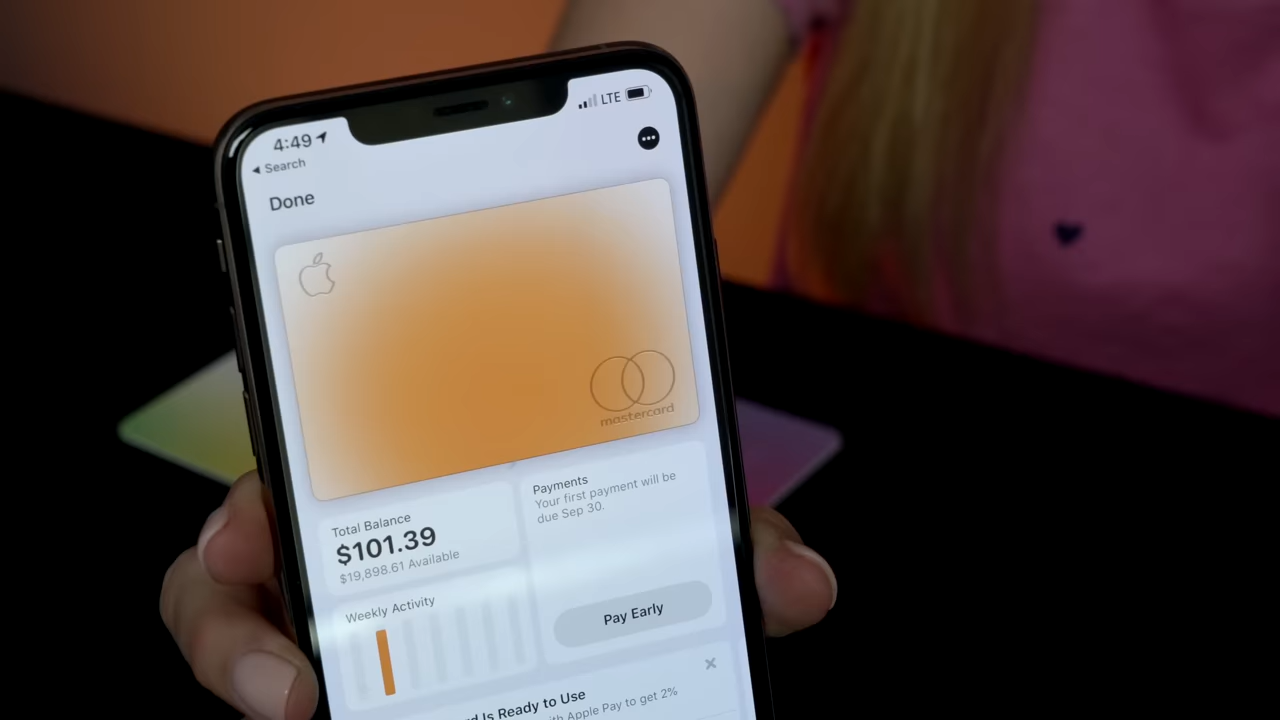 4:49
LTE
◀ Search
Done
mastercard
Total Balance
$101.39
$19,898.61 Available
Payments
Your first payment will be
due Sep 30.
Weekly Activity
Pay Early
Is Ready to Use
with Apple Pay to get 2%